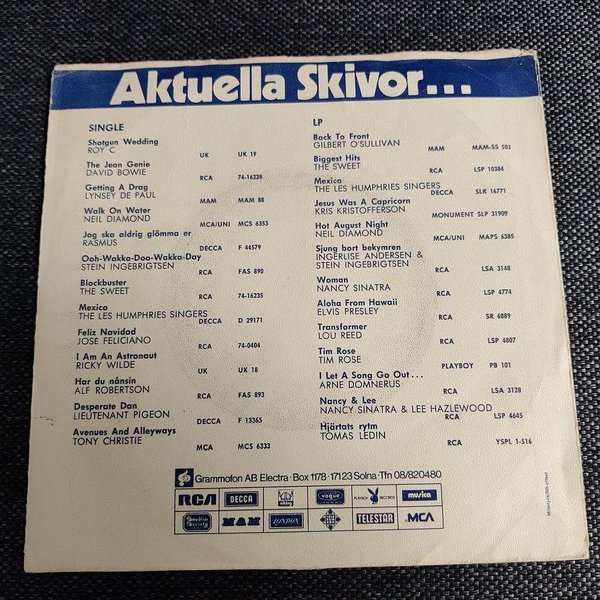 Aktuella Skivor...
SINGLE
Shotgun Wedding
ROY C UK UK 19
The Jean Genie
DAVID BOWIE RCA 74-16238
Getting A Drag
LYNSEY DE PAUL MAM MAM 88
Walk On Water
NEIL DIAMOND MCA/UNI MCS 6353
Jag ska aldrig glömma er
RASMUS DECCA F 44579
Ooh-Wakka-Doo-Wakka-Day
STEIN INGEBRIGTSEN RCA FAS 890
Blockbuster
THE SWEET RCA 74-16235
Mexico
THE LES HUMPHRIES SINGERS DECCA D 29171
Feliz Navidad
JOSE FELICIANO RCA 74-0404
I Am An Astronaut
RICKY WILDE UK UK 18
Har du nånsin
ALF ROBERTSON RCA FAS 893
Desperate Dan
LIEUTENANT PIGEON DECCA F 13365
Avenues And Alleyways
TONY CHRISTIE MCA MCS 6333
LP
Back To Front
GILBERT O'SULLIVAN MAM MAM-SS 503
Biggest Hits
THE SWEET RCA LSP 10384
Mexico
THE LES HUMPHRIES SINGERS DECCA SLK 16771
Jesus Was A Capricorn
KRIS KRISTOFFERSON MONUMENT SLP 31909
Hot August Night
NEIL DIAMOND MCA/UNI MAPS 6385
Sjung bort bekymren
INGERLISE ANDERSEN &
STEIN INGEBRIGTSEN RCA LSA 3148
Woman
NANCY SINATRA RCA LSP 4774
Aloha From Hawaii
ELVIS PRESLEY RCA SR 6089
Transformer
LOU REED RCA LSP 4807
Tim Rose
TIM ROSE PLAYBOY PB 101
I Let A Song Go Out...
ARNE DOMNERUS RCA LSA 3128
Nancy & Lee
NANCY SINATRA & LEE HAZLEWOOD RCA LSP 4645
Hjärtats rytm
TOMAS LEDIN RCA YSPL 1-516
Grammofon AB Electra · Box 1178 · 17123 Solna · Tfn 08/820480
RCA DECCA viking vogue PLAYBOY RECORDS musica
Swedish Society MAM LONDON TELESTAR MCA